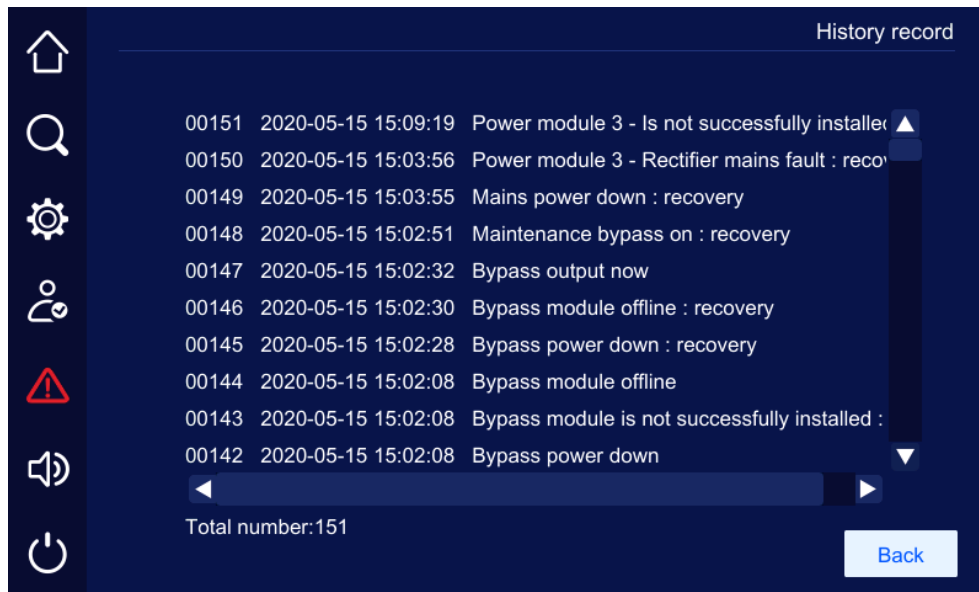 History record
00151 2020-05-15 15:09:19 Power module 3 - Is not successfully
00150 2020-05-15 15:03:56 Power module 3 - Rectifier mains fault :
00149 2020-05-15 15:03:55 Mains power down : recovery
00148 2020-05-15 15:02:51 Maintenance bypass on : recovery
00147 2020-05-15 15:02:32 Bypass output now
00146 2020-05-15 15:02:30 Bypass module offline : recovery
00145 2020-05-15 15:02:28 Bypass power down : recovery
00144 2020-05-15 15:02:08 Bypass module offline
00143 2020-05-15 15:02:08 Bypass module is not successfully installed :
00142 2020-05-15 15:02:08 Bypass power down
Total number:151
Back